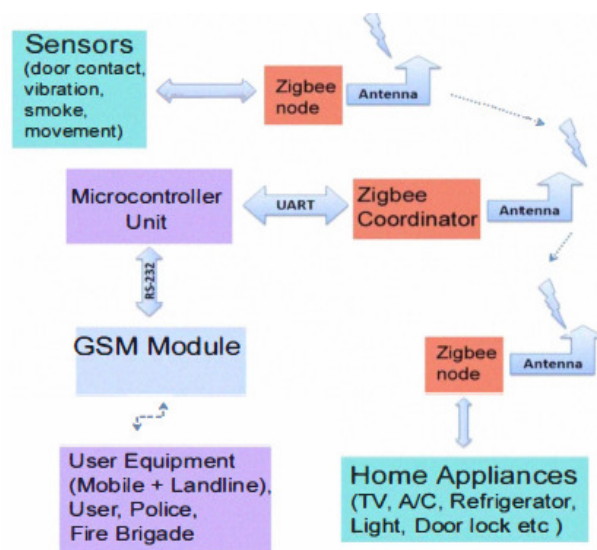 Sensors
(door contact,
vibration,
smoke,
movement)
Zigbee
node
Antenna
Microcontroller
Unit
UART
Zigbee
Coordinator
Antenna
RS-232
GSM Module
Zigbee
node
Antenna
User Equipment
(Mobile + Landline),
User, Police,
Fire Brigade
Home Appliances
(TV, A/C, Refrigerator,
Light, Door lock etc )